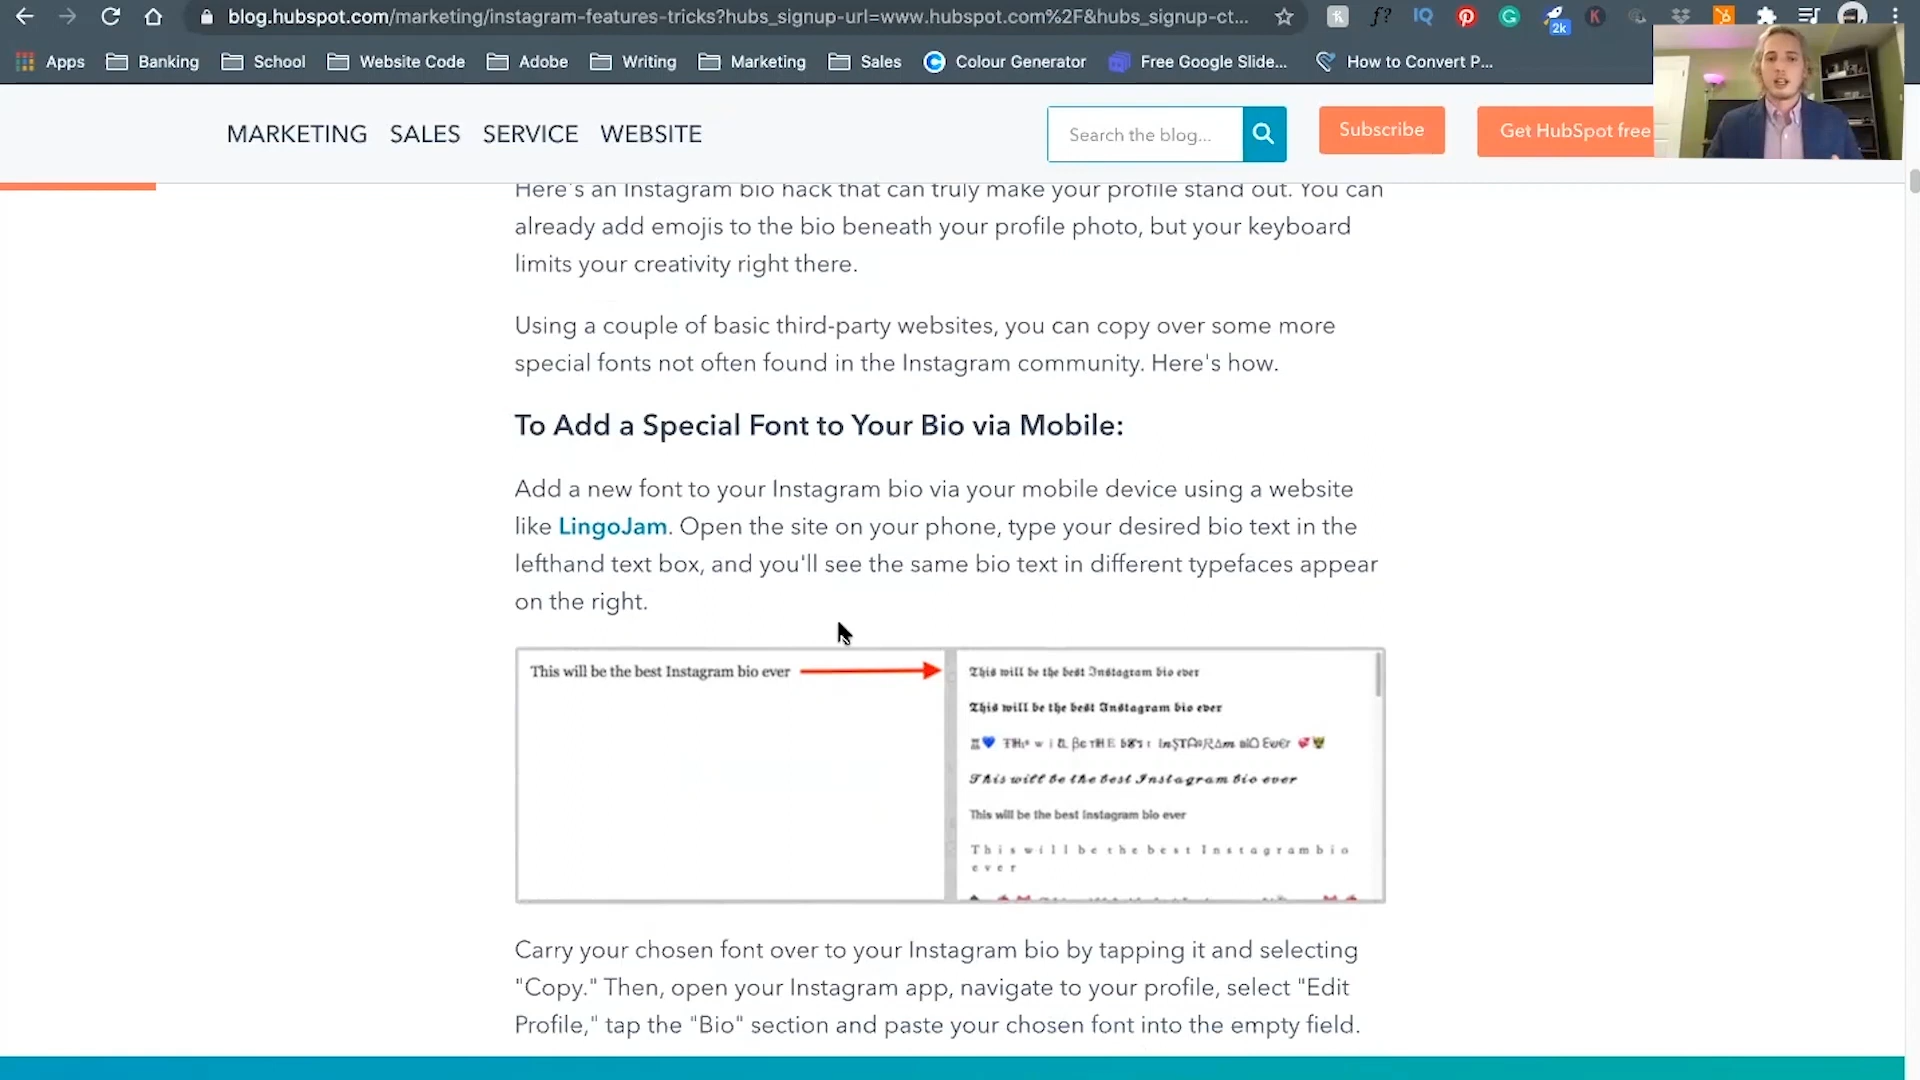 blog.hubspot.com/marketing/instagram-features-tricks?hubs_signup-url=www.hubspot.com%2F&hubs_signup-ct...
f?
IQ
2k
K
Apps
Banking
School
Website Code
Adobe
Writing
Marketing
Sales
Colour Generator
Free Google Slide...
How to Convert P...
MARKETING SALES SERVICE WEBSITE
Search the blog...
Subscribe
Get HubSpot free
Here's an Instagram bio hack that can truly make your profile stand out. You can
already add emojis to the bio beneath your profile photo, but your keyboard
limits your creativity right there.
Using a couple of basic third-party websites, you can copy over some more
special fonts not often found in the Instagram community. Here's how.
To Add a Special Font to Your Bio via Mobile:
Add a new font to your Instagram bio via your mobile device using a website
like LingoJam. Open the site on your phone, type your desired bio text in the
lefthand text box, and you'll see the same bio text in different typefaces appear
on the right.
This will be the best Instagram bio ever
This will be the best Instagram bio ever
This will be the best Instagram bio ever
This will be the best Instagram bio ever
This will be the best Instagram bio ever
T h i s w i l l b e t h e b e s t I n s t a g r a m b i o
e v e r
Carry your chosen font over to your Instagram bio by tapping it and selecting
"Copy." Then, open your Instagram app, navigate to your profile, select "Edit
Profile," tap the "Bio" section and paste your chosen font into the empty field.